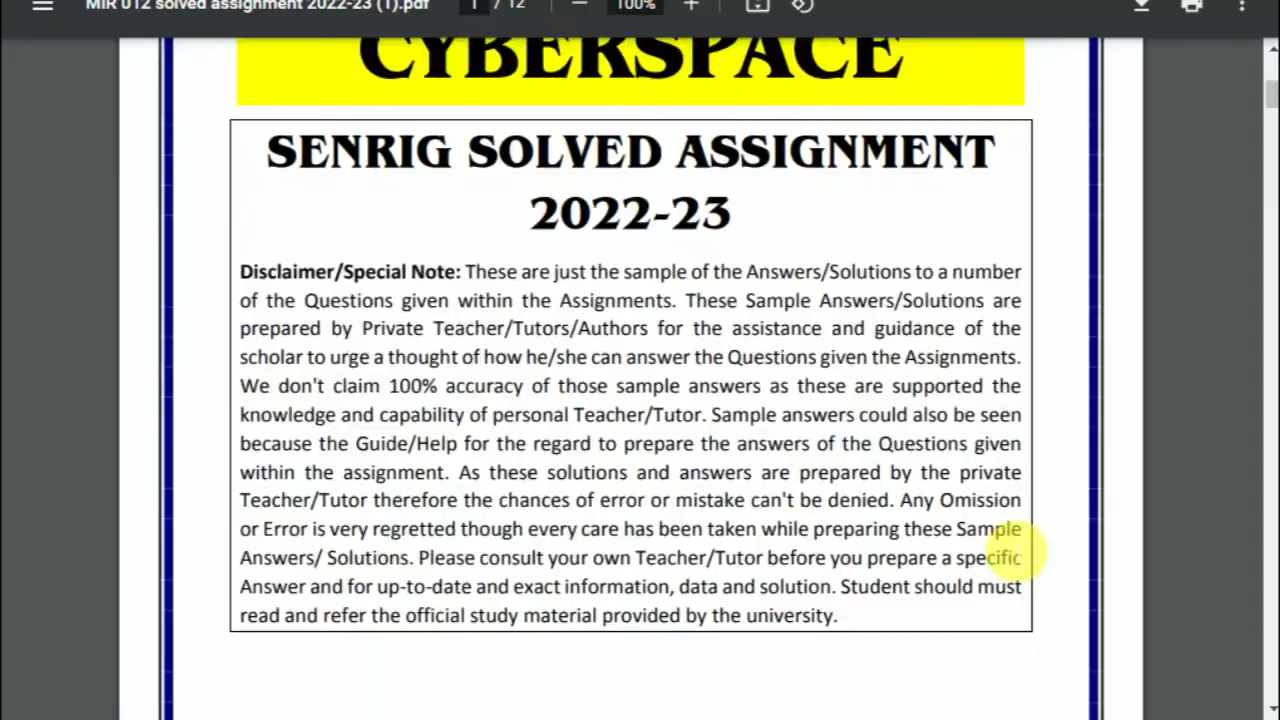 MIR 012 solved assignment 2022-23 (1).pdf 1 / 12 100%
CYBERSPACE
SENRIG SOLVED ASSIGNMENT
2022-23
Disclaimer/Special Note: These are just the sample of the Answers/Solutions to a number
of the Questions given within the Assignments. These Sample Answers/Solutions are
prepared by Private Teacher/Tutors/Authors for the assistance and guidance of the
scholar to urge a thought of how he/she can answer the Questions given the Assignments.
We don't claim 100% accuracy of those sample answers as these are supported the
knowledge and capability of personal Teacher/Tutor. Sample answers could also be seen
because the Guide/Help for the regard to prepare the answers of the Questions given
within the assignment. As these solutions and answers are prepared by the private
Teacher/Tutor therefore the chances of error or mistake can't be denied. Any Omission
or Error is very regretted though every care has been taken while preparing these Sample
Answers/ Solutions. Please consult your own Teacher/Tutor before you prepare a specific
Answer and for up-to-date and exact information, data and solution. Student should must
read and refer the official study material provided by the university.